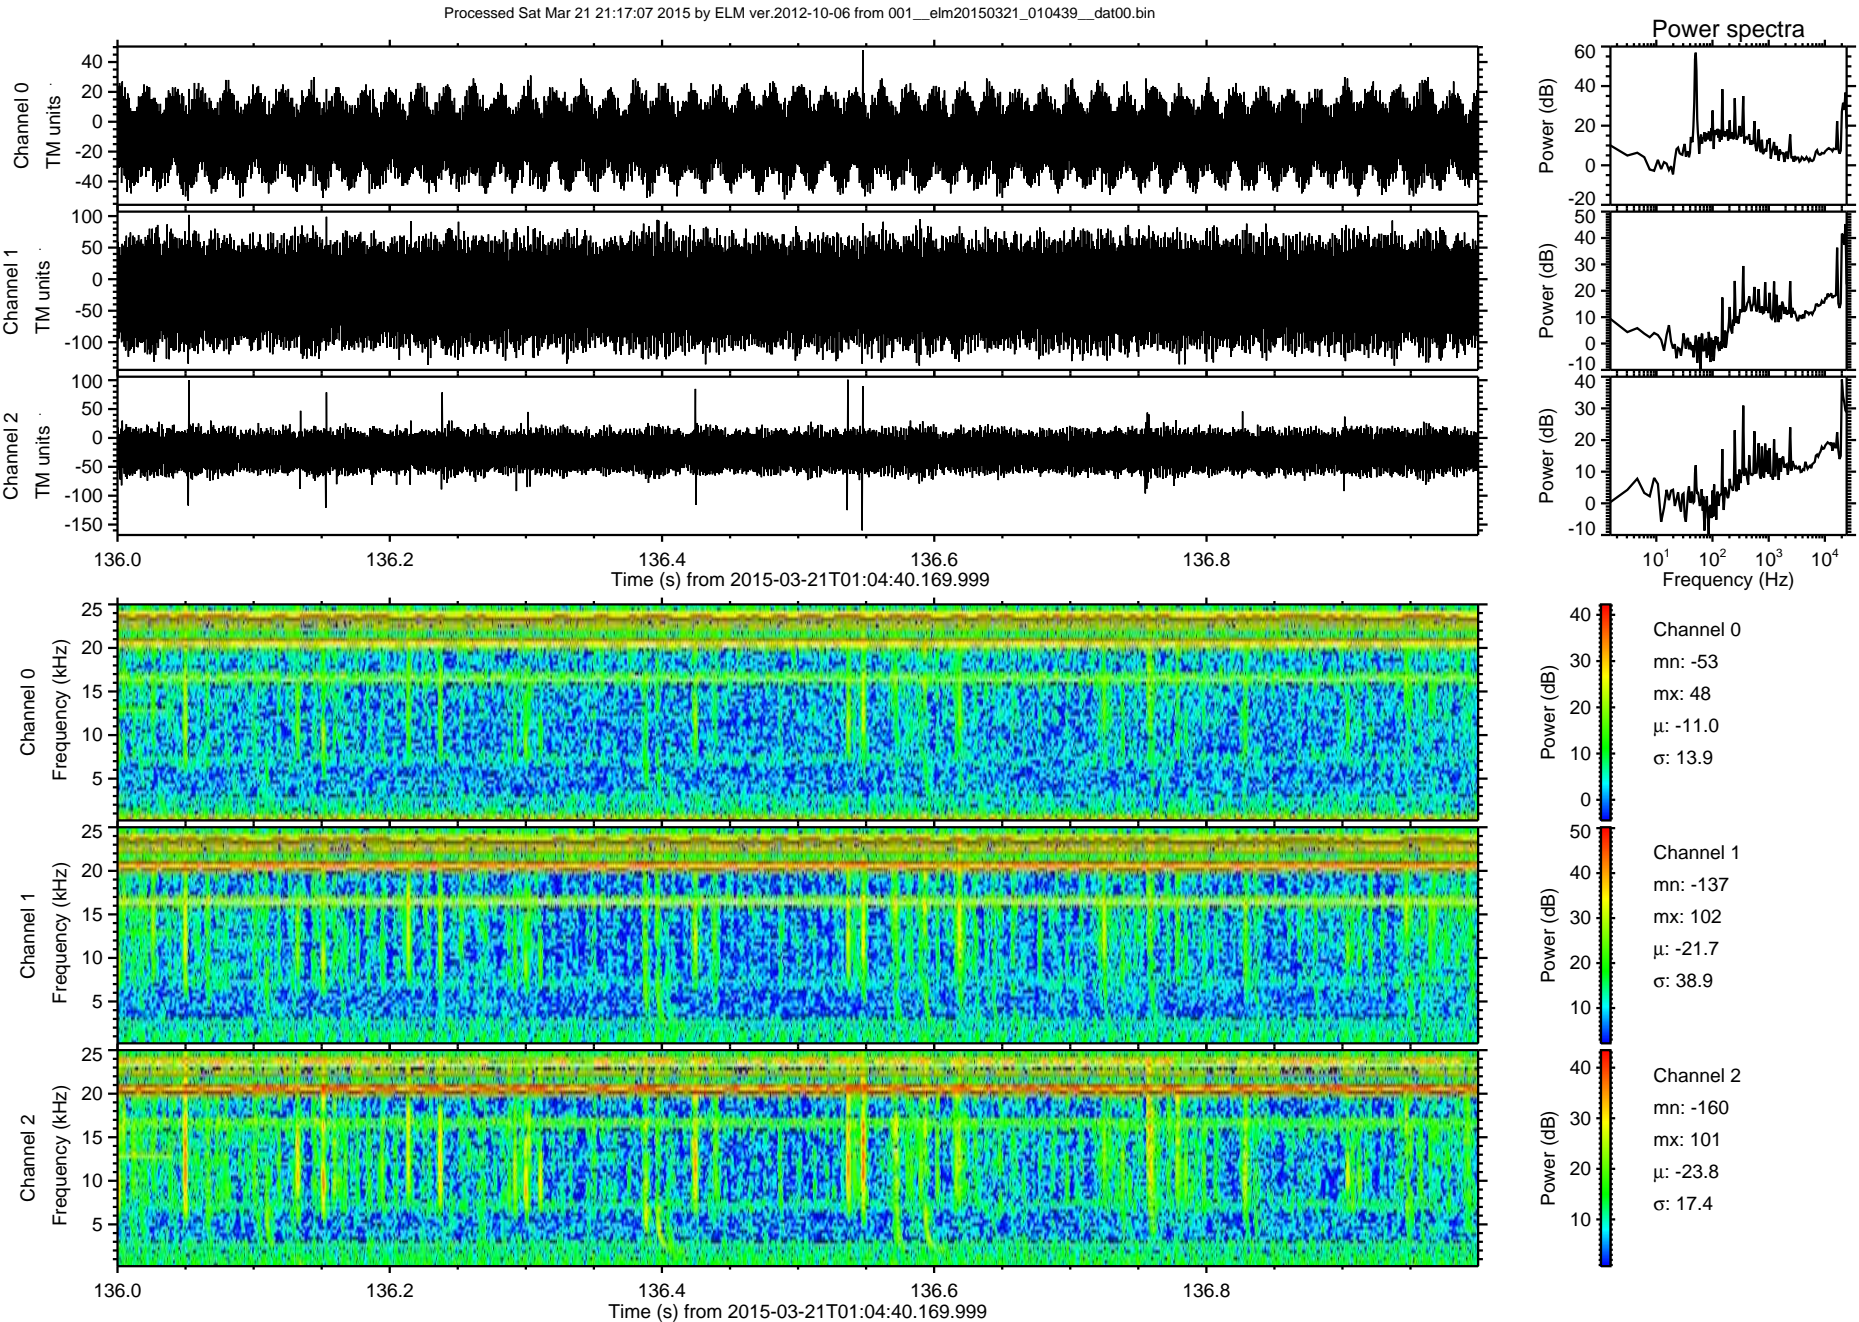 Processed Sat Mar 21 21:17:07 2015 by ELM ver.2012-10-06 from 001__elm20150321_010439__dat00.bin
Power spectra
Channel 0
TM units
40
20
0
-20
-40
Power (dB)
60
40
20
0
-20
Channel 1
TM units
100
50
0
-50
-100
Power (dB)
50
40
30
20
10
0
-10
Channel 2
TM units
100
50
0
-50
-100
-150
Power (dB)
40
30
20
10
0
-10
136.0 136.2 136.4 136.6 136.8
Time (s) from 2015-03-21T01:04:40.169.999
10^1 10^2 10^3 10^4
Frequency (Hz)
Channel 0
Frequency (kHz)
25
20
15
10
5
Power (dB)
40
30
20
10
0
Channel 0
mn: -53
mx: 48
μ: -11.0
σ: 13.9
Channel 1
Frequency (kHz)
25
20
15
10
5
Power (dB)
50
40
30
20
10
Channel 1
mn: -137
mx: 102
μ: -21.7
σ: 38.9
Channel 2
Frequency (kHz)
25
20
15
10
5
Power (dB)
40
30
20
10
Channel 2
mn: -160
mx: 101
μ: -23.8
σ: 17.4
136.0 136.2 136.4 136.6 136.8
Time (s) from 2015-03-21T01:04:40.169.999